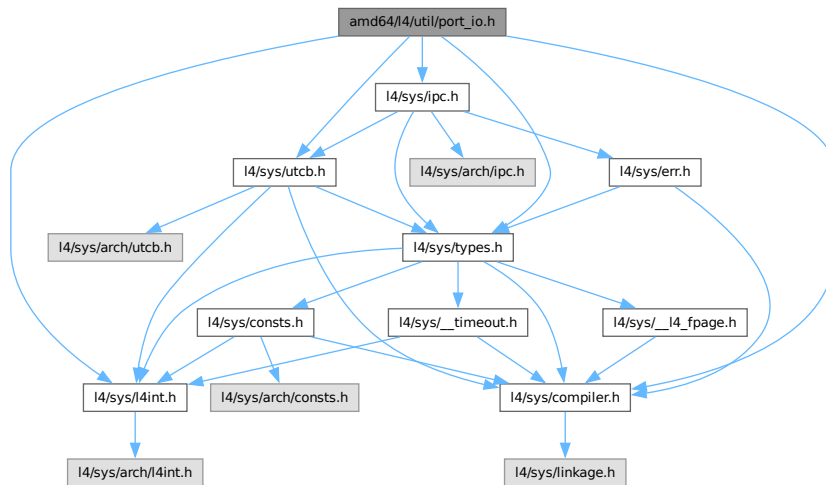 amd64/l4/util/port_io.h
l4/sys/ipc.h
l4/sys/utcb.h
l4/sys/arch/ipc.h
l4/sys/err.h
l4/sys/arch/utcb.h
l4/sys/types.h
l4/sys/consts.h
l4/sys/__timeout.h
l4/sys/__l4_fpage.h
l4/sys/l4int.h
l4/sys/arch/consts.h
l4/sys/compiler.h
l4/sys/arch/l4int.h
l4/sys/linkage.h